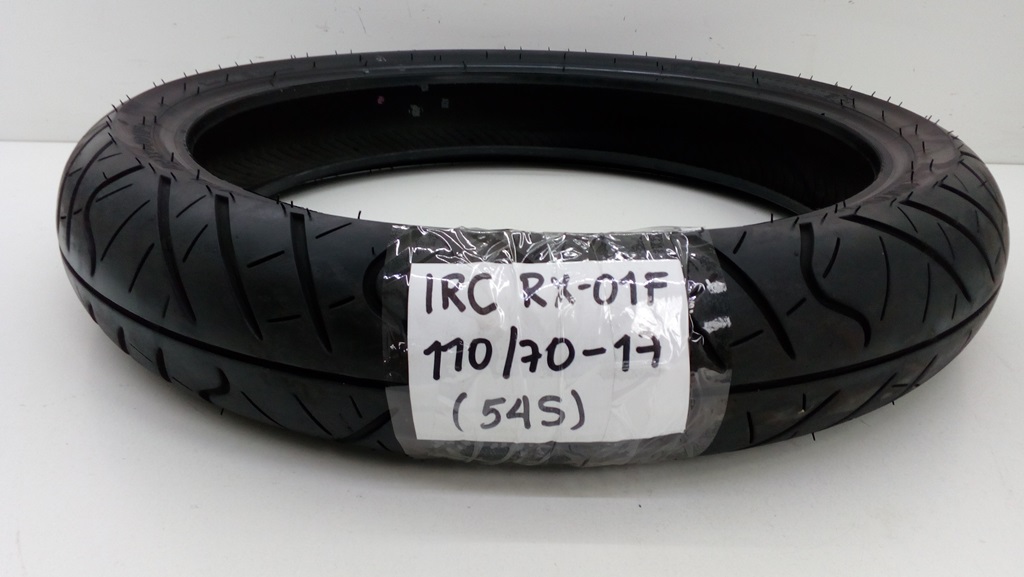 IRC RX-01F
110/70-17
(54S)